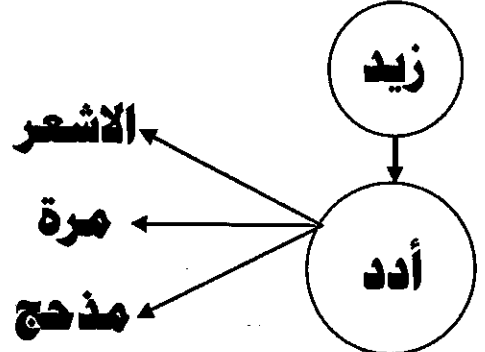 زيد
الاشعر
مرة
أدد
مذحج